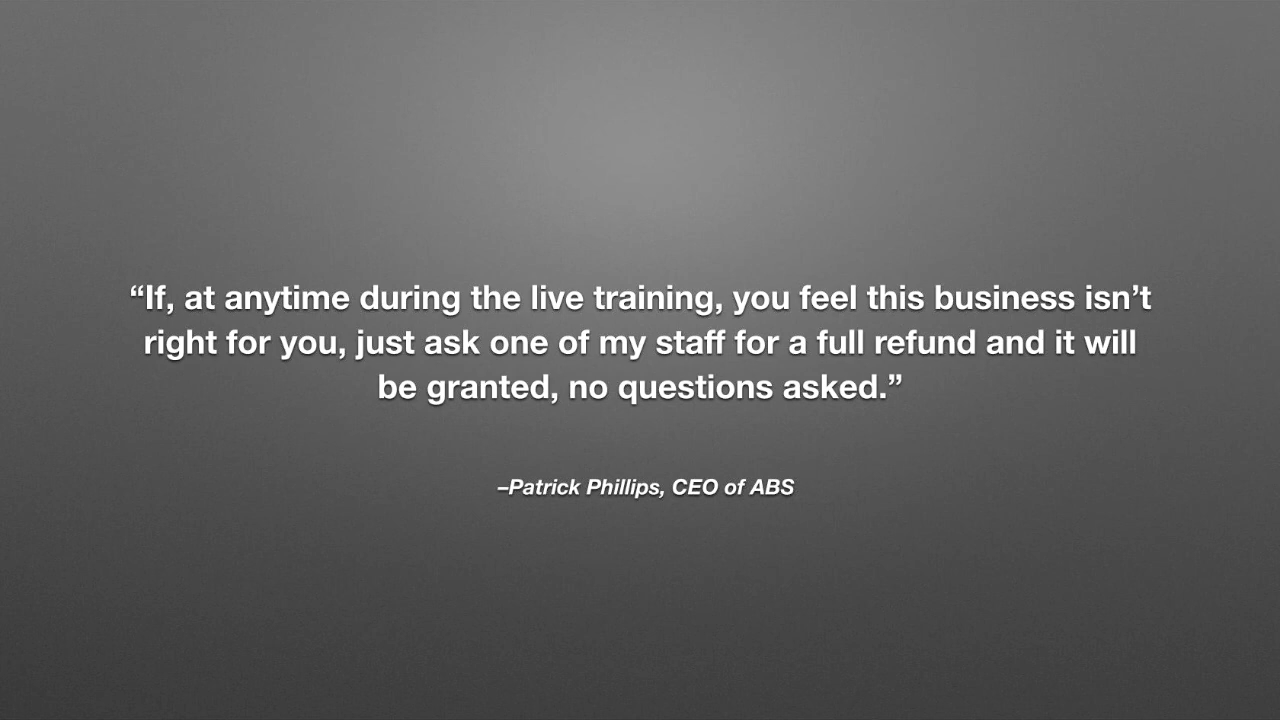 “If, at anytime during the live training, you feel this business isn’t
right for you, just ask one of my staff for a full refund and it will
be granted, no questions asked.”
–Patrick Phillips, CEO of ABS